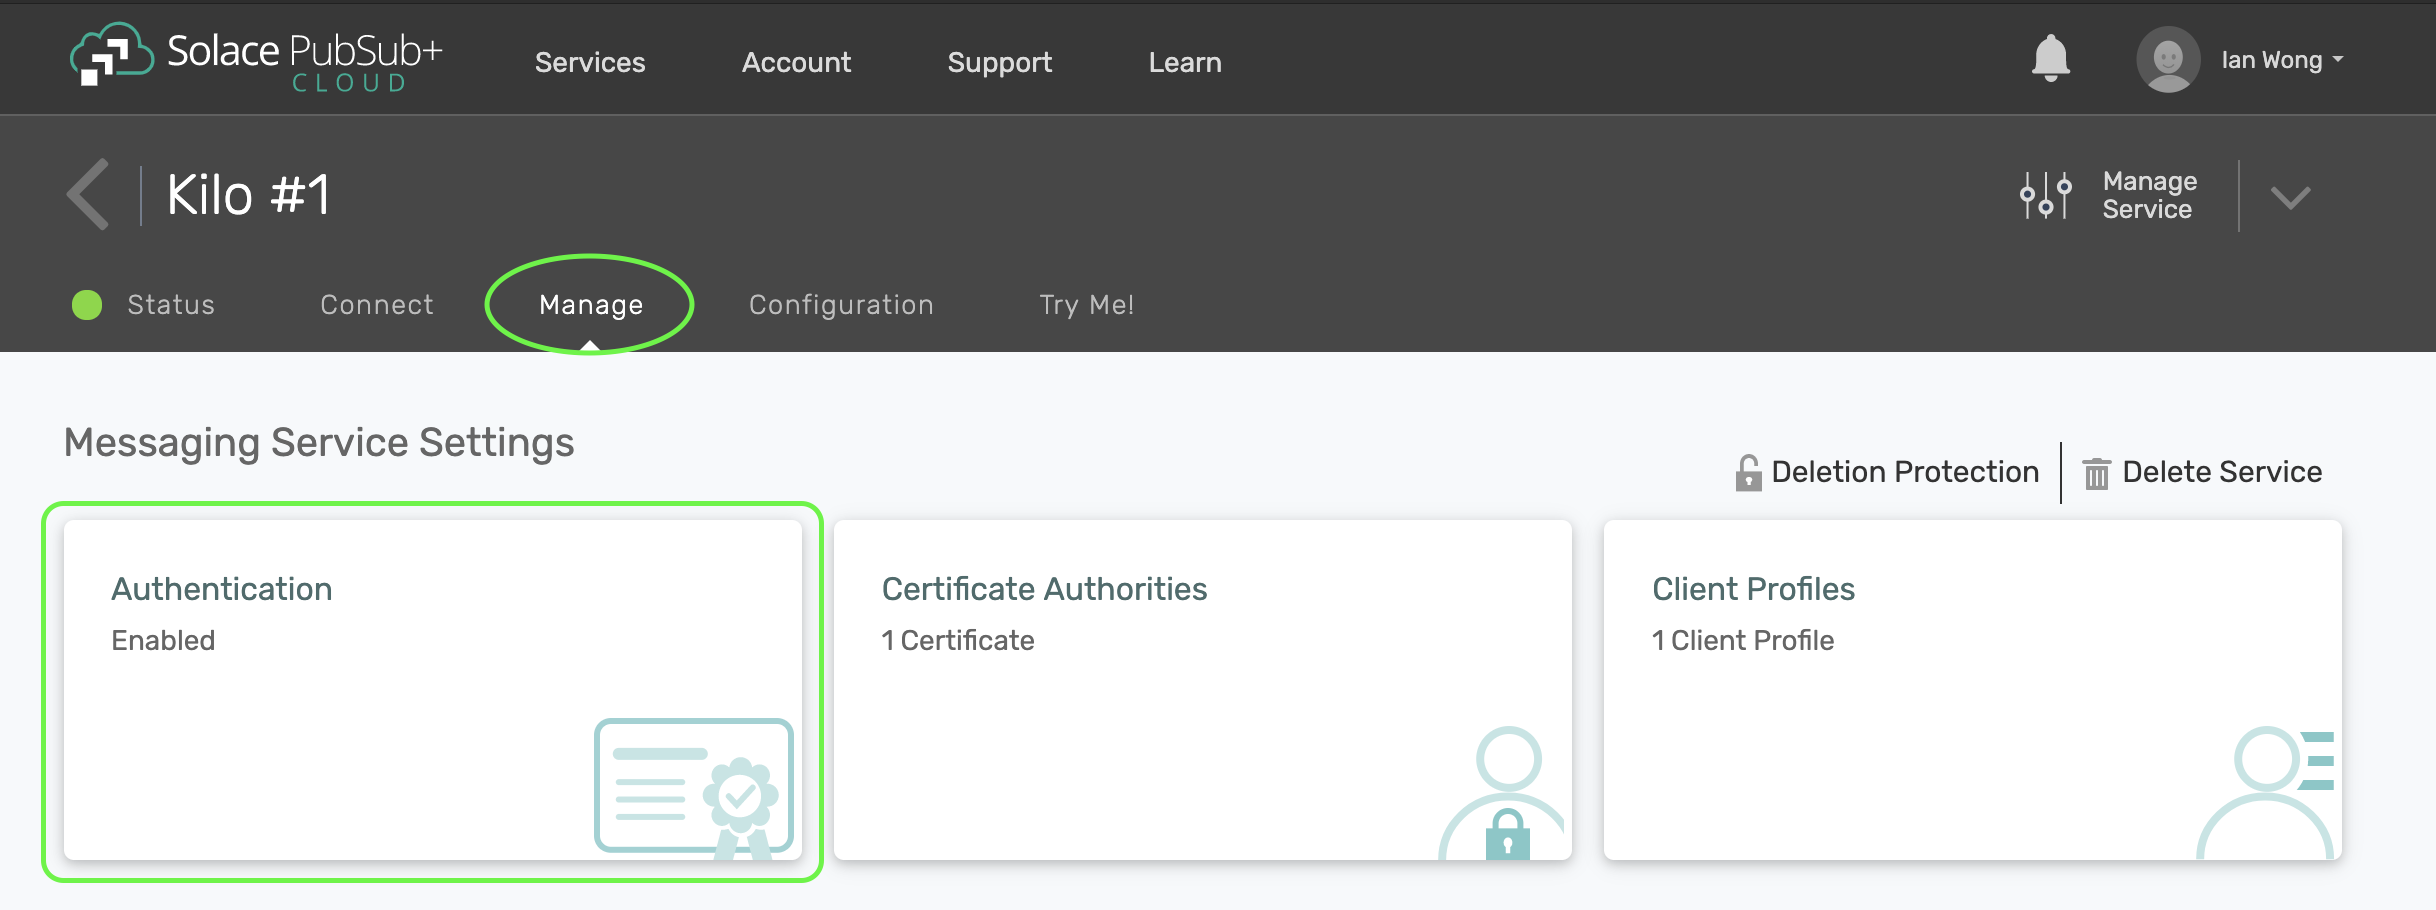 Solace PubSub+
CLOUD
Services
Account
Support
Learn
Ian Wong
Kilo #1
Manage
Service
Status
Connect
Manage
Configuration
Try Me!
Messaging Service Settings
Deletion Protection
Delete Service
Authentication
Enabled
Certificate Authorities
1 Certificate
Client Profiles
1 Client Profile